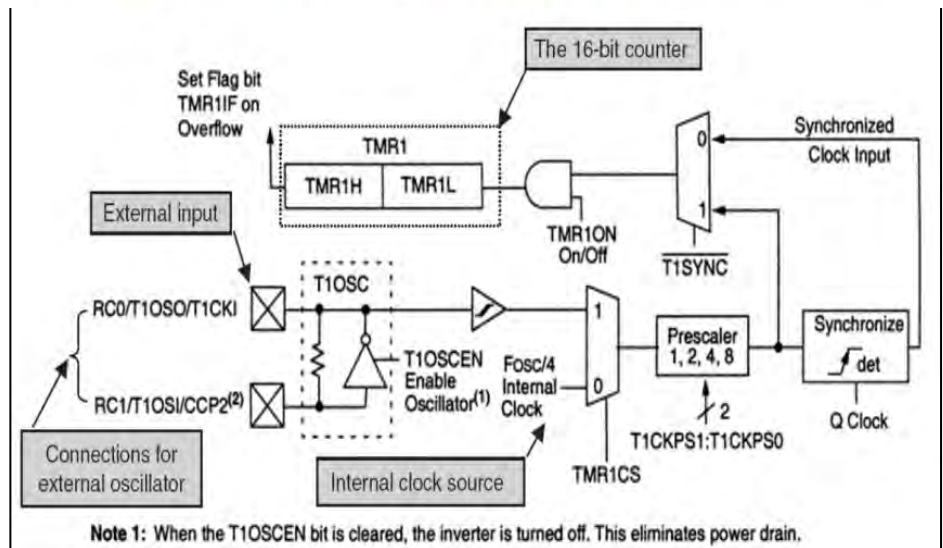 The 16-bit counter
Set Flag bit
TMR1IF on
Overflow
TMR1
TMR1H
TMR1L
0
1
Synchronized
Clock Input
TMR1ON
On/Off
T1SYNC
External input
T1OSC
RC0/T1OSO/T1CKI
RC1/T1OSI/CCP2(2)
T1OSCEN
Enable
Oscillator(1)
FOSC/4
Internal
Clock
1
0
Prescaler
1, 2, 4, 8
Synchronize
det
2
T1CKPS1:T1CKPS0
Q Clock
TMR1CS
Connections for
external oscillator
Internal clock source
Note 1: When the T1OSCEN bit is cleared, the inverter is turned off. This eliminates power drain.